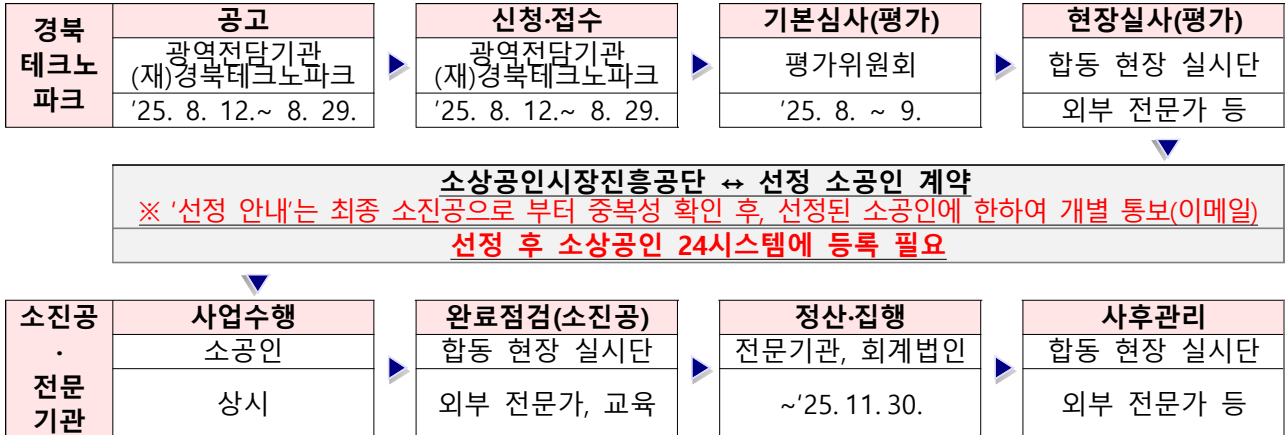 경북
테크노
파크
공고
광역전담기관
(재)경북테크노파크
'25. 8. 12.~ 8. 29.
신청·접수
광역전담기관
(재)경북테크노파크
'25. 8. 12.~ 8. 29.
기본심사(평가)
평가위원회
'25. 8. ~ 9.
현장실사(평가)
합동 현장 실시단
외부 전문가 등
소상공인시장진흥공단 ↔ 선정 소공인 계약
※ '선정 안내'는 최종 소진공으로 부터 중복성 확인 후, 선정된 소공인에 한하여 개별 통보(이메일)
선정 후 소상공인 24시스템에 등록 필요
소진공
·
전문
기관
사업수행
소공인
상시
완료점검(소진공)
합동 현장 실시단
외부 전문가, 교육
정산·집행
전문기관, 회계법인
~'25. 11. 30.
사후관리
합동 현장 실시단
외부 전문가 등